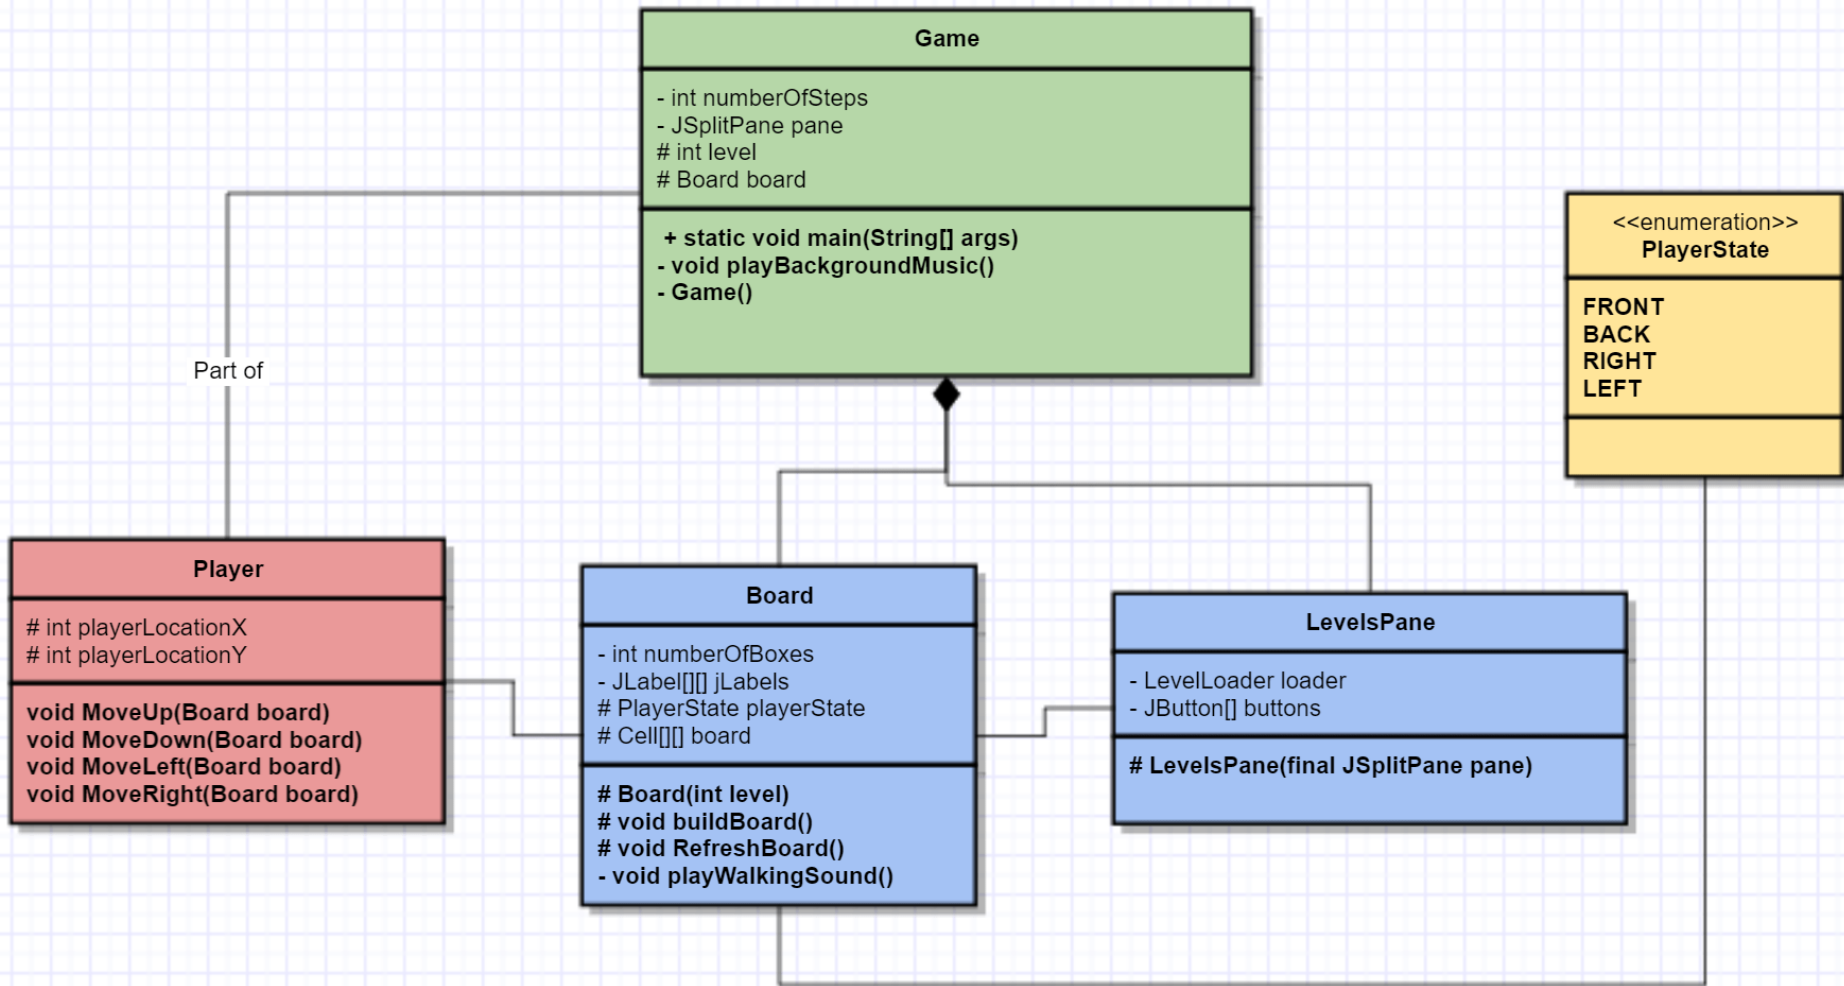 Game
- int numberOfSteps
- JSplitPane pane
# int level
# Board board
+ static void main(String[] args)
- void playBackgroundMusic()
- Game()
<<enumeration>>
PlayerState
FRONT
BACK
RIGHT
LEFT
Part of
Player
# int playerLocationX
# int playerLocationY
void MoveUp(Board board)
void MoveDown(Board board)
void MoveLeft(Board board)
void MoveRight(Board board)
Board
- int numberOfBoxes
- JLabel[][] jLabels
# PlayerState playerState
# Cell[][] board
# Board(int level)
# void buildBoard()
# void RefreshBoard()
- void playWalkingSound()
LevelsPane
- LevelLoader loader
- JButton[] buttons
# LevelsPane(final JSplitPane pane)